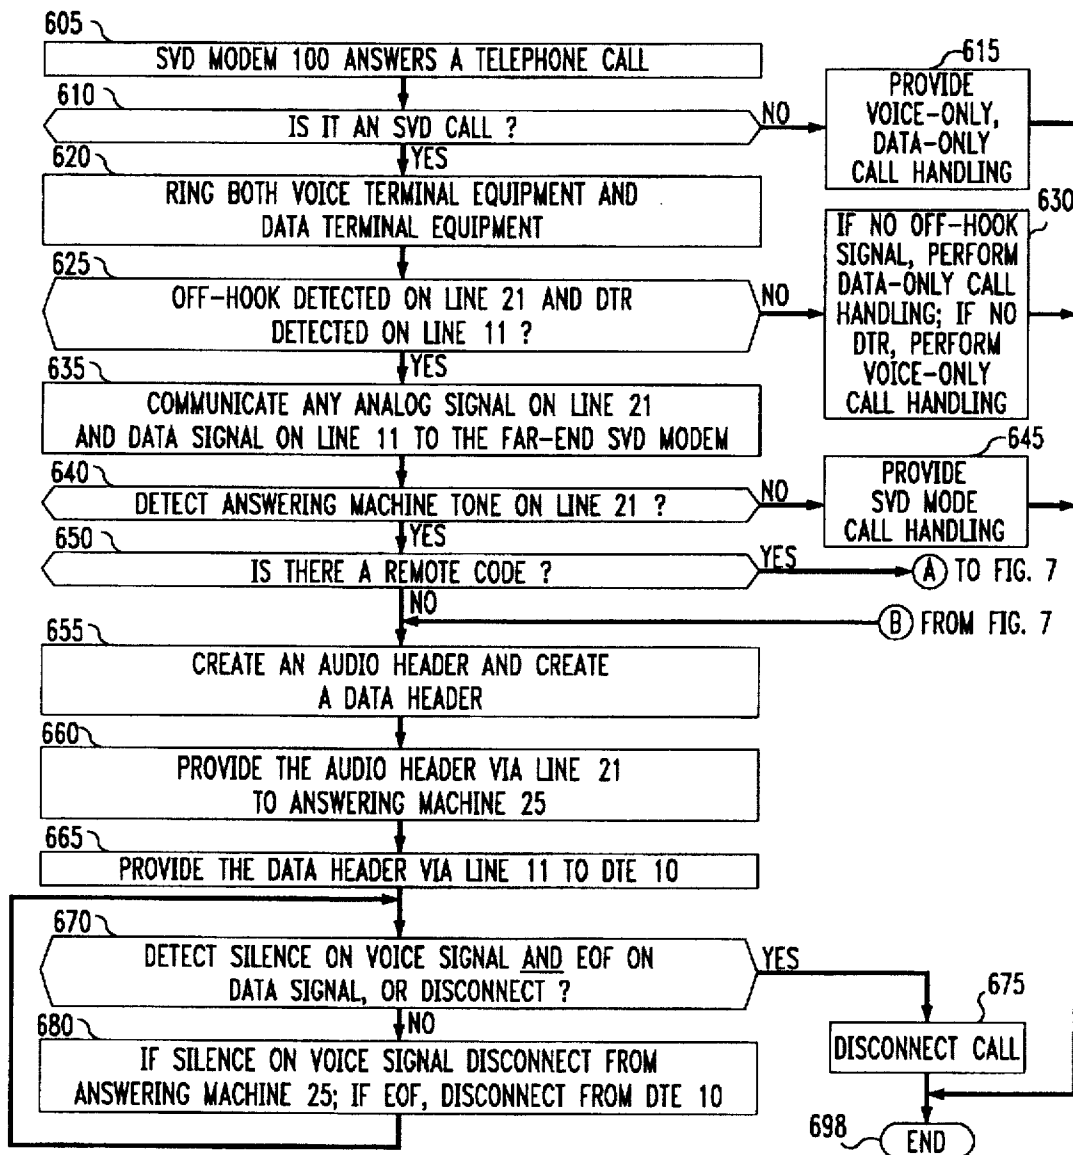 605
SVD MODEM 100 ANSWERS A TELEPHONE CALL
610
IS IT AN SVD CALL ?
NO
615
PROVIDE
VOICE-ONLY,
DATA-ONLY
CALL HANDLING
YES
620
RING BOTH VOICE TERMINAL EQUIPMENT AND
DATA TERMINAL EQUIPMENT
625
OFF-HOOK DETECTED ON LINE 21 AND DTR
DETECTED ON LINE 11 ?
NO
630
IF NO OFF-HOOK
SIGNAL, PERFORM
DATA-ONLY CALL
HANDLING; IF NO
DTR, PERFORM
VOICE-ONLY
CALL HANDLING
YES
635
COMMUNICATE ANY ANALOG SIGNAL ON LINE 21
AND DATA SIGNAL ON LINE 11 TO THE FAR-END SVD MODEM
640
DETECT ANSWERING MACHINE TONE ON LINE 21 ?
NO
645
PROVIDE
SVD MODE
CALL HANDLING
YES
650
IS THERE A REMOTE CODE ?
YES
A TO FIG. 7
NO
B FROM FIG. 7
655
CREATE AN AUDIO HEADER AND CREATE
A DATA HEADER
660
PROVIDE THE AUDIO HEADER VIA LINE 21
TO ANSWERING MACHINE 25
665
PROVIDE THE DATA HEADER VIA LINE 11 TO DTE 10
670
DETECT SILENCE ON VOICE SIGNAL AND EOF ON
DATA SIGNAL, OR DISCONNECT ?
YES
675
DISCONNECT CALL
NO
680
IF SILENCE ON VOICE SIGNAL DISCONNECT FROM
ANSWERING MACHINE 25; IF EOF, DISCONNECT FROM DTE 10
698
END